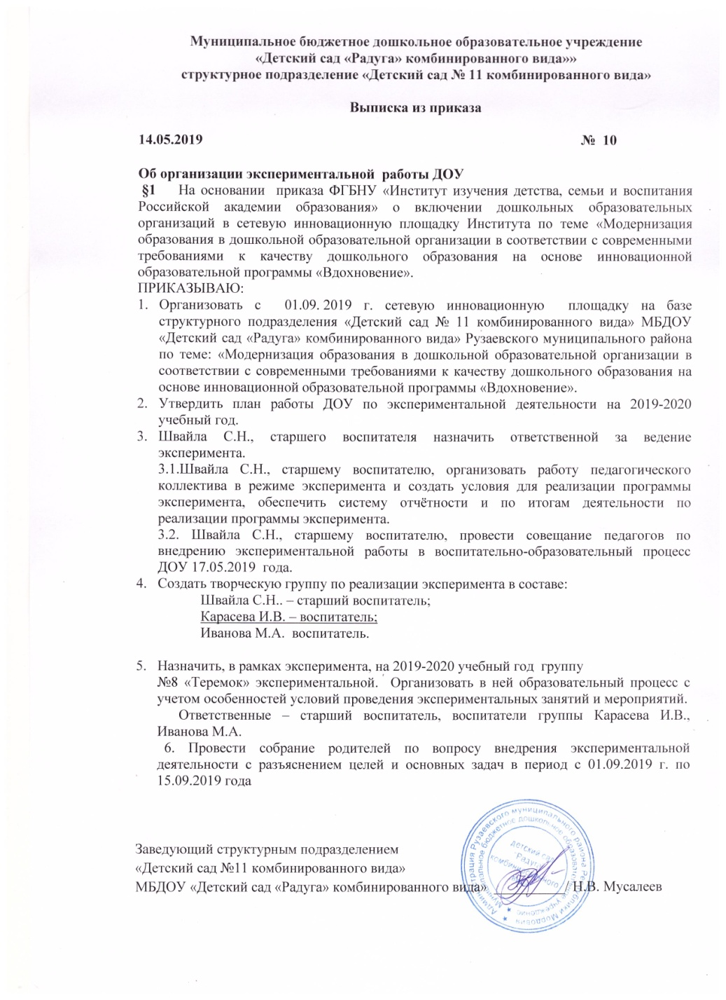 Муниципальное бюджетное дошкольное образовательное учреждение
«Детский сад «Радуга» комбинированного вида»»
структурное подразделение «Детский сад № 11 комбинированного вида»
Выписка из приказа
14.05.2019 № 10
Об организации экспериментальной работы ДОУ
§1 На основании приказа ФГБНУ «Институт изучения детства, семьи и воспитания
Российской академии образования» о включении дошкольных образовательных
организаций в сетевую инновационную площадку Института по теме «Модернизация
образования в дошкольной образовательной организации в соответствии с современными
требованиями к качеству дошкольного образования на основе инновационной
образовательной программы «Вдохновение».
ПРИКАЗЫВАЮ:
1. Организовать с 01.09. 2019 г. сетевую инновационную площадку на базе
структурного подразделения «Детский сад № 11 комбинированного вида» МБДОУ
«Детский сад «Радуга» комбинированного вида» Рузаевского муниципального района
по теме: «Модернизация образования в дошкольной образовательной организации в
соответствии с современными требованиями к качеству дошкольного образования на
основе инновационной образовательной программы «Вдохновение».
2. Утвердить план работы ДОУ по экспериментальной деятельности на 2019-2020
учебный год.
3. Швайла С.Н., старшего воспитателя назначить ответственной за ведение
эксперимента.
3.1.Швайла С.Н., старшему воспитателю, организовать работу педагогического
коллектива в режиме эксперимента и создать условия для реализации программы
эксперимента, обеспечить систему отчётности и по итогам деятельности по
реализации программы эксперимента.
3.2. Швайла С.Н., старшему воспитателю, провести совещание педагогов по
внедрению экспериментальной работы в воспитательно-образовательный процесс
ДОУ 17.05.2019 года.
4. Создать творческую группу по реализации эксперимента в составе:
Швайла С.Н.. – старший воспитатель;
Карасева И.В. – воспитатель;
Иванова М.А. воспитатель.
5. Назначить, в рамках эксперимента, на 2019-2020 учебный год группу
№8 «Теремок» экспериментальной. Организовать в ней образовательный процесс с
учетом особенностей условий проведения экспериментальных занятий и мероприятий.
Ответственные – старший воспитатель, воспитатели группы Карасева И.В.,
Иванова М.А.
6. Провести собрание родителей по вопросу внедрения экспериментальной
деятельности с разъяснением целей и основных задач в период с 01.09.2019 г. по
15.09.2019 года
Заведующий структурным подразделением
«Детский сад №11 комбинированного вида»
МБДОУ «Детский сад «Радуга» комбинированного вида» __________/ Н.В. Мусалеев
Администрация Рузаевского муниципального района Республики Мордовия
Муниципальное бюджетное дошкольное образовательное учреждение
детский сад
"Радуга"
комбинированного